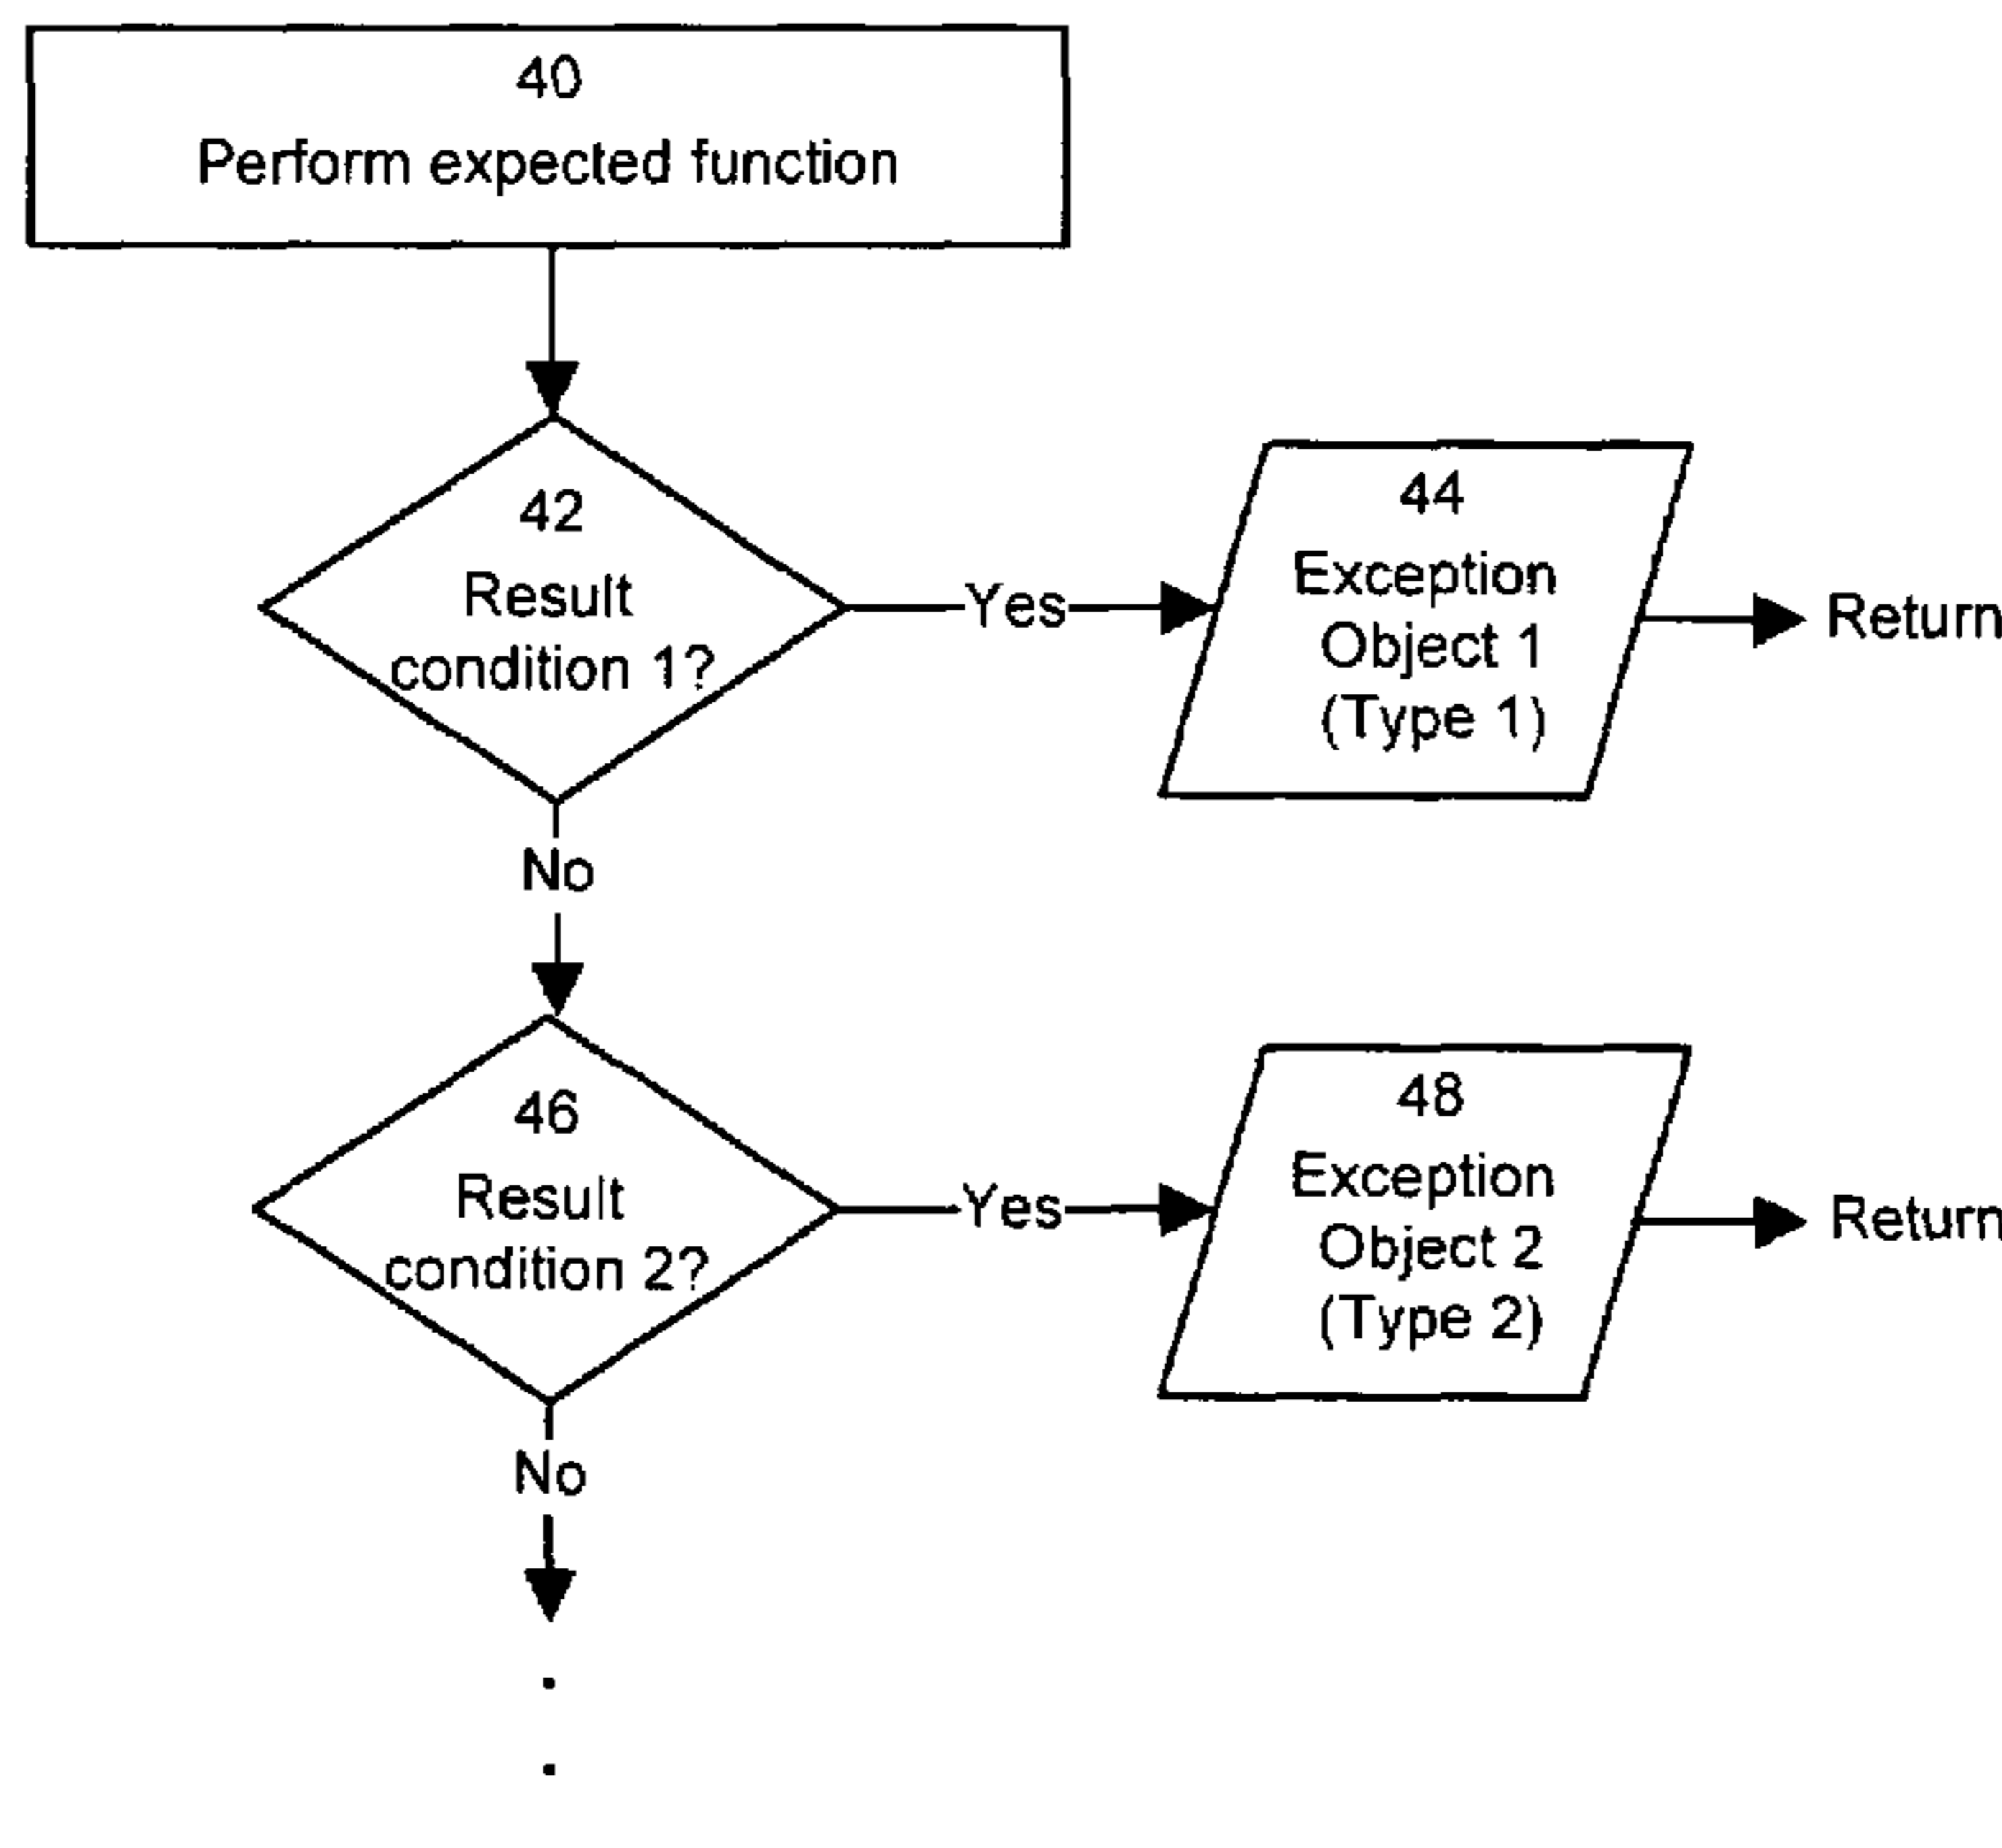 40
Perform expected function
42
Result
condition 1?
Yes
44
Exception
Object 1
(Type 1)
Return
No
46
Result
condition 2?
Yes
48
Exception
Object 2
(Type 2)
Return
No